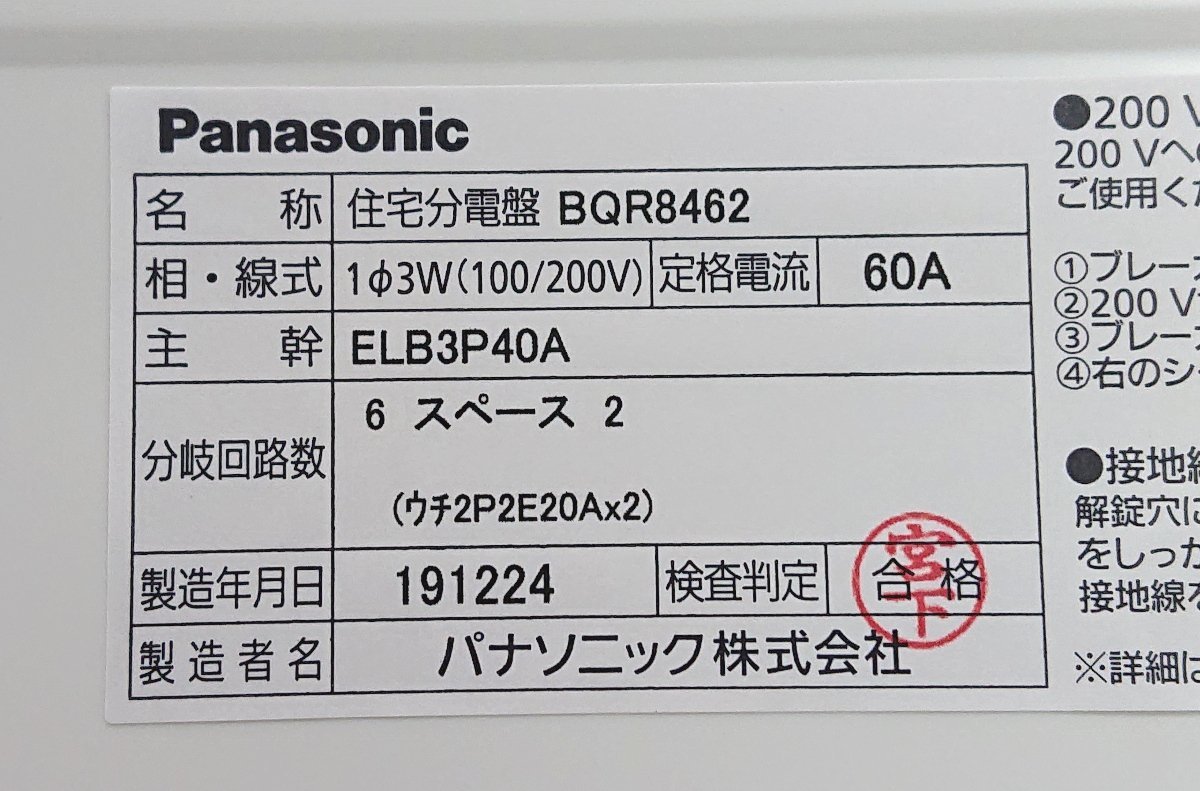 Panasonic
名 称 住宅分電盤 BQR8462
相・線式 1φ3W(100/200V) 定格電流 60A
主 幹 ELB3P40A
分岐回路数 6 スペース 2
(ウチ2P2E20Ax2)
製造年月日 191224 検査判定 合格
宮下
製造者名 パナソニック株式会社
●200 V
200 Vへの
ご使用くだ
①ブレー
②200 V
③ブレー
④右のシ
●接地線
解錠穴に
をしっか
接地線を
※詳細は